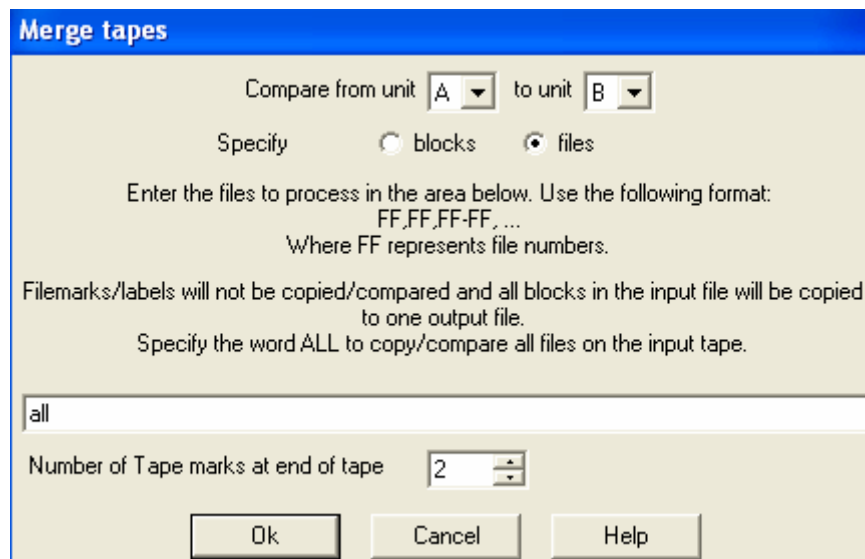 Merge tapes
Compare from unit A to unit B
Specify blocks files
Enter the files to process in the area below. Use the following format:
FF,FF,FF-FF, ...
Where FF represents file numbers.
Filemarks/labels will not be copied/compared and all blocks in the input file will be copied
to one output file.
Specify the word ALL to copy/compare all files on the input tape.
all
Number of Tape marks at end of tape 2
Ok Cancel Help